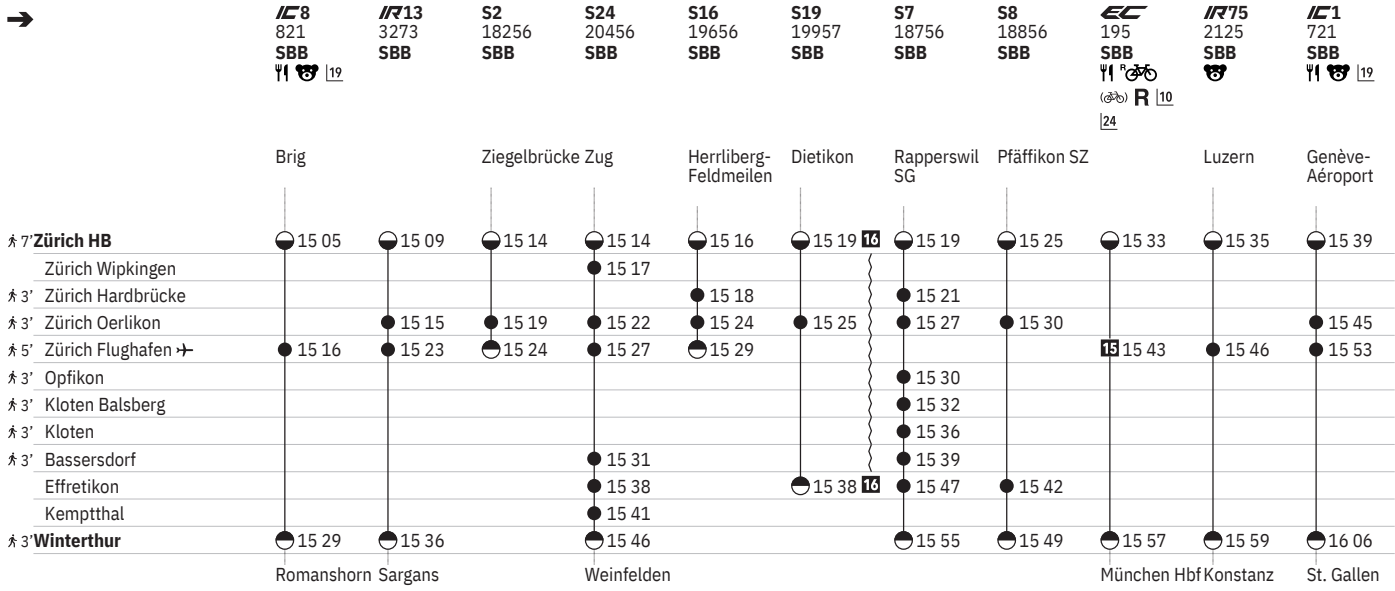 IC8 IR13 S2 S24 S16 S19 S7 S8 EC IR75 IC1
821 3273 18256 20456 19656 19957 18756 18856 195 2125 721
SBB SBB SBB SBB SBB SBB SBB SBB SBB SBB SBB
19 R 19
R 10
24
Brig Ziegelbrücke Zug Herrliberg- Dietikon Rapperswil Pfäffikon SZ Luzern Genève-
Feldmeilen SG Aéroport
7’ Zürich HB 15 05 15 09 15 14 15 14 15 16 15 19 16 15 19 15 25 15 33 15 35 15 39
Zürich Wipkingen 15 17
3’ Zürich Hardbrücke 15 18 15 21
3’ Zürich Oerlikon 15 15 15 19 15 22 15 24 15 25 15 27 15 30 15 45
5’ Zürich Flughafen 15 16 15 23 15 24 15 27 15 29 15 15 43 15 46 15 53
3’ Opfikon 15 30
3’ Kloten Balsberg 15 32
3’ Kloten 15 36
3’ Bassersdorf 15 31 15 39
Effretikon 15 38 15 38 16 15 47 15 42
Kemptthal 15 41
3’ Winterthur 15 29 15 36 15 46 15 55 15 49 15 57 15 59 16 06
Romanshorn Sargans Weinfelden München Hbf Konstanz St. Gallen